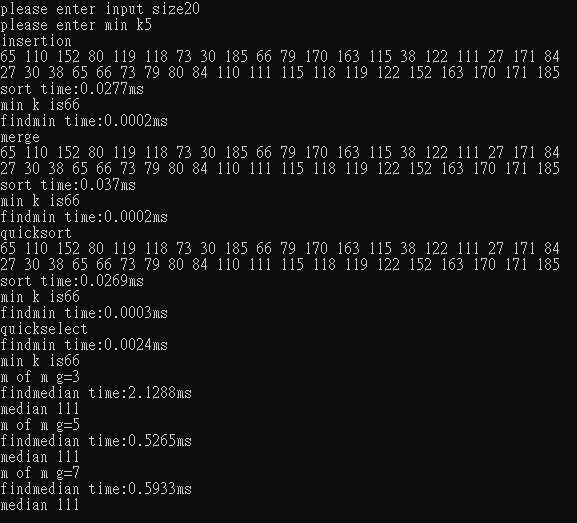 please enter input size20
please enter min k5
insertion
65 110 152 80 119 118 73 30 185 66 79 170 163 115 38 122 111 27 171 84
27 30 38 65 66 73 79 80 84 110 111 115 118 119 122 152 163 170 171 185
sort time:0.0277ms
min k is66
findmin time:0.0002ms
merge
65 110 152 80 119 118 73 30 185 66 79 170 163 115 38 122 111 27 171 84
27 30 38 65 66 73 79 80 84 110 111 115 118 119 122 152 163 170 171 185
sort time:0.037ms
min k is66
findmin time:0.0002ms
quicksort
65 110 152 80 119 118 73 30 185 66 79 170 163 115 38 122 111 27 171 84
27 30 38 65 66 73 79 80 84 110 111 115 118 119 122 152 163 170 171 185
sort time:0.0269ms
min k is66
findmin time:0.0003ms
quickselect
findmin time:0.0024ms
min k is66
m of m g=3
findmedian time:2.1288ms
median 111
m of m g=5
findmedian time:0.5265ms
median 111
m of m g=7
findmedian time:0.5933ms
median 111